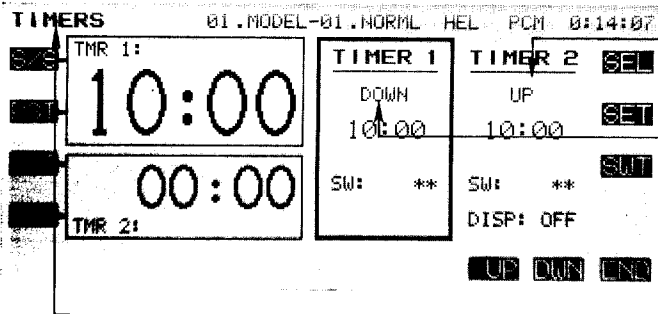 TIMERS 01.MODEL-01.NORML HEL PCM 0:14:07
TMR 1:
10:00
S/S
00:00
TMR 2:
TIMER 1
DOWN
10:00
SW: **
TIMER 2
UP
10:00
SW: **
DISP: OFF
SEL
SET
SWT
UP DWN END